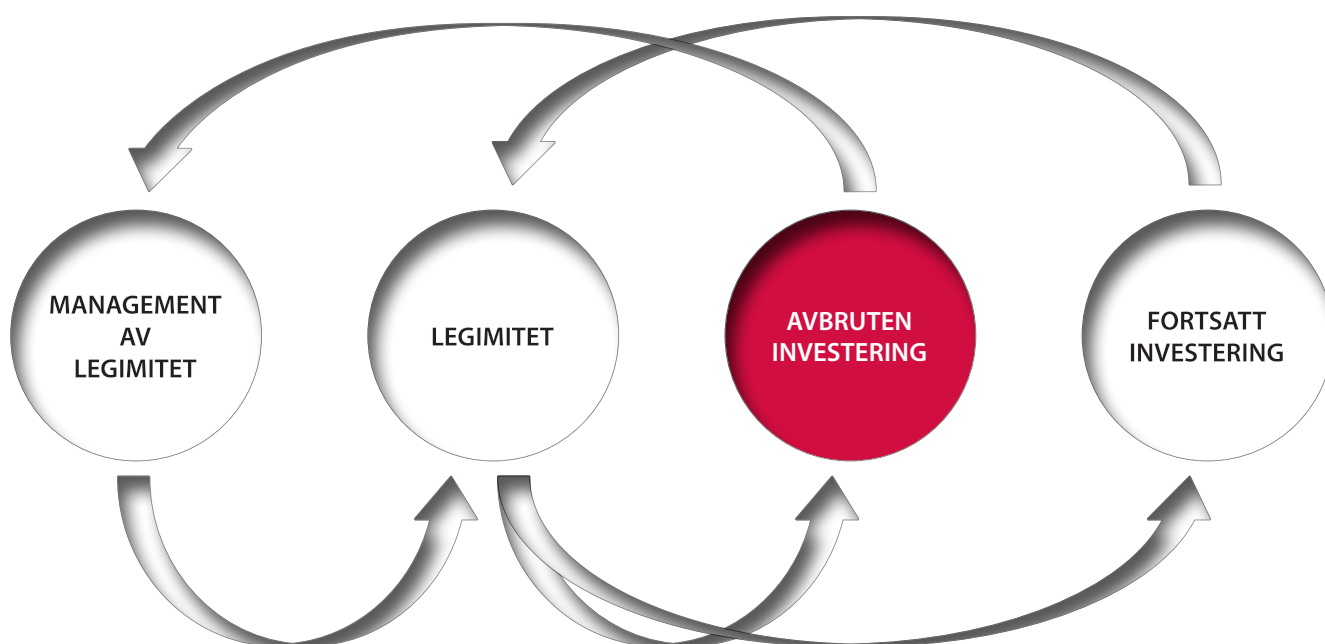 MANAGEMENT
AV
LEGIMITET
LEGIMITET
AVBRUTEN
INVESTERING
FORTSATT
INVESTERING